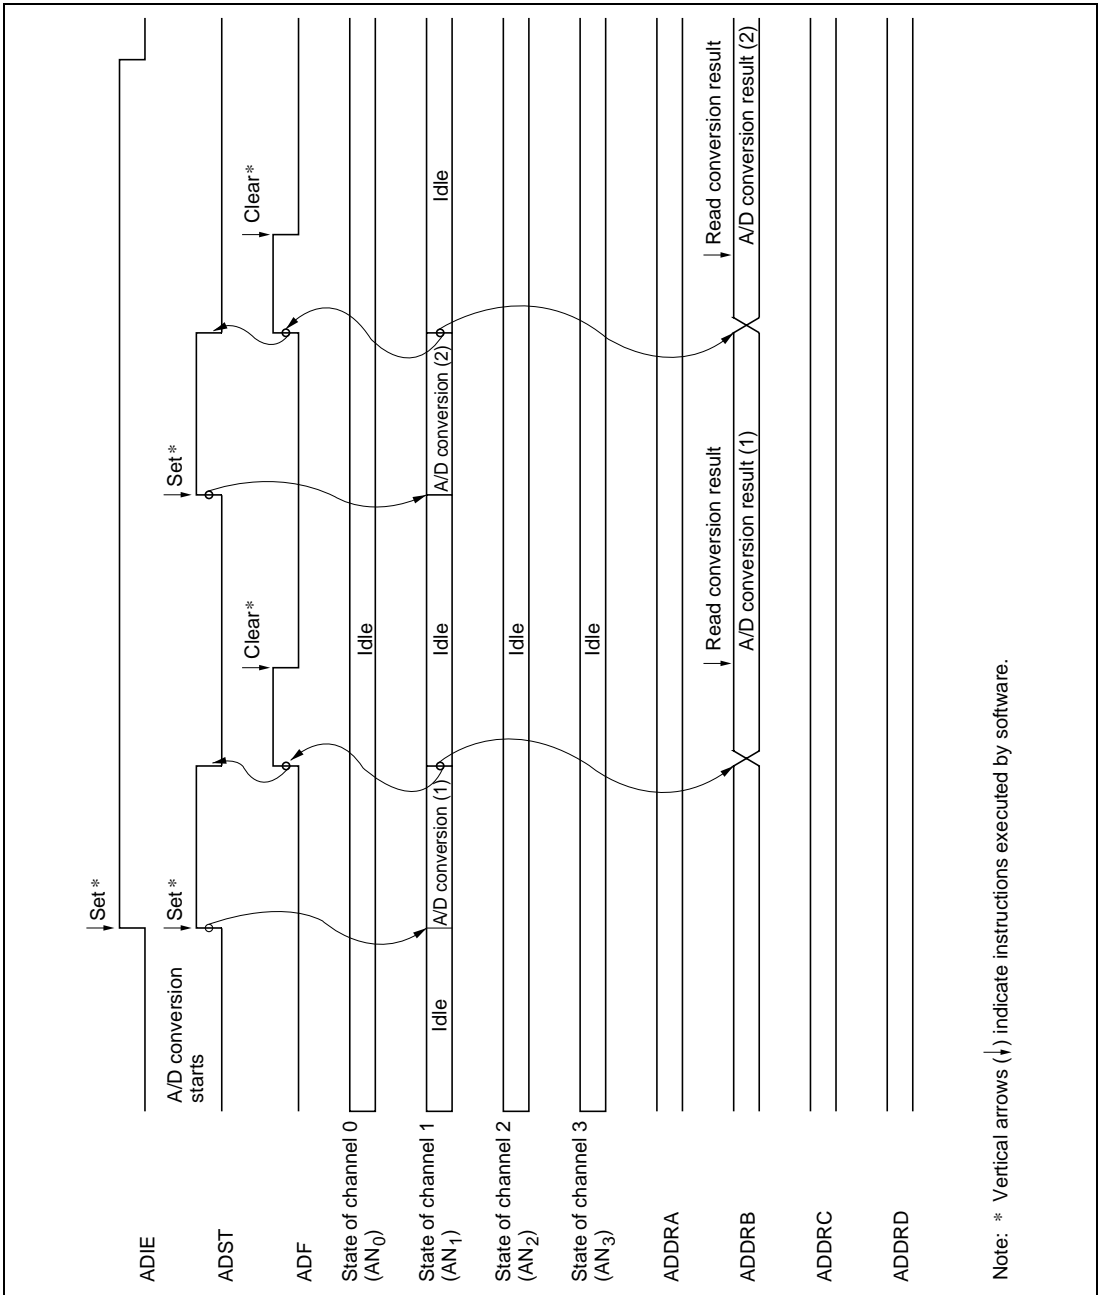 ADIE
Set*
ADST
A/D conversion
starts
Set*
Set*
ADF
Clear*
Clear*
State of channel 0
(AN0)
Idle
State of channel 1
(AN1)
Idle
A/D conversion (1)
Idle
A/D conversion (2)
Idle
State of channel 2
(AN2)
Idle
State of channel 3
(AN3)
Idle
ADDRA
ADDRB
Read conversion result
A/D conversion result (1)
Read conversion result
A/D conversion result (2)
ADDRC
ADDRD
Note: * Vertical arrows (↓) indicate instructions executed by software.